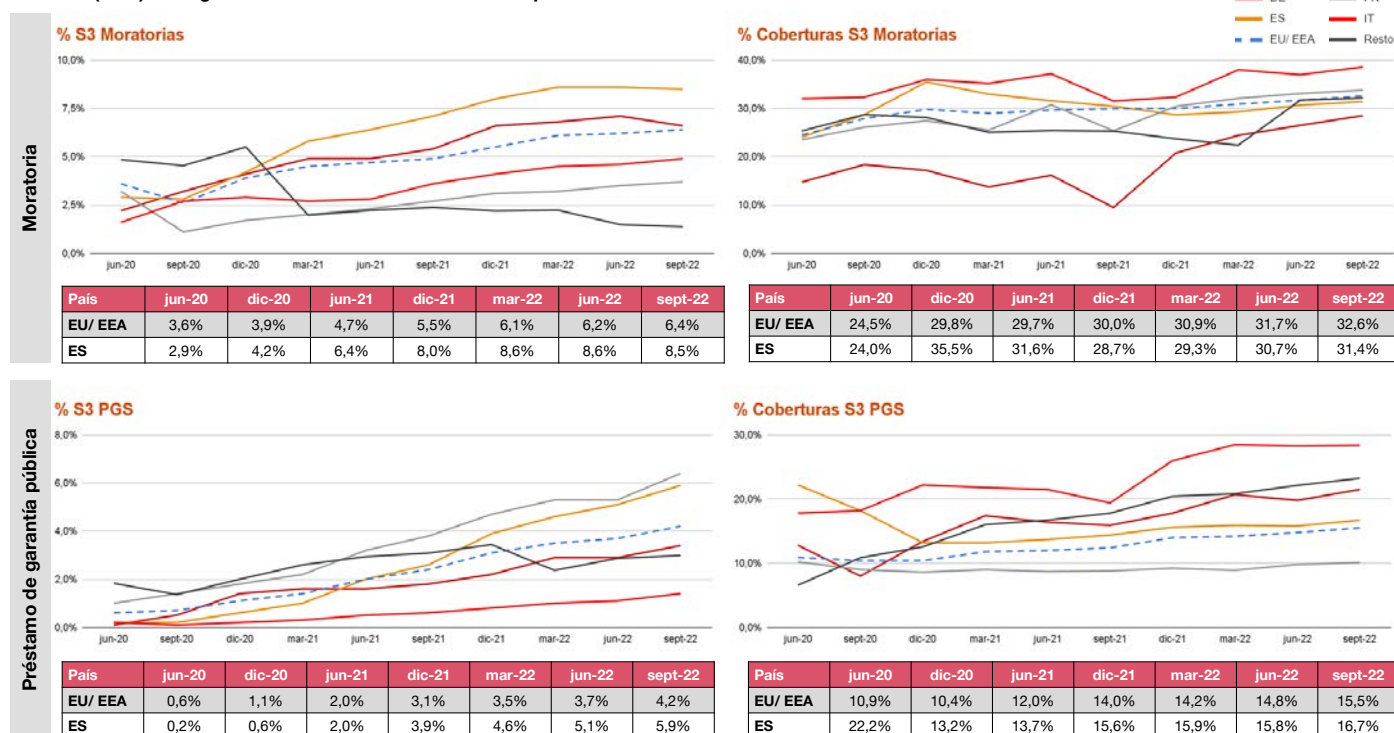 ES
IT
EU/ EEA
Resto
Moratoria
% S3 Moratorias
10,0%
7,5%
5,0%
2,5%
0,0%
jun-20 sept-20 dic-20 mar-21 jun-21 sept-21 dic-21 mar-22 jun-22 sept-22
País jun-20 dic-20 jun-21 dic-21 mar-22 jun-22 sept-22
EU/ EEA 3,6% 3,9% 4,7% 5,5% 6,1% 6,2% 6,4%
ES 2,9% 4,2% 6,4% 8,0% 8,6% 8,6% 8,5%
% Coberturas S3 Moratorias
40,0%
30,0%
20,0%
10,0%
0,0%
jun-20 sept-20 dic-20 mar-21 jun-21 sept-21 dic-21 mar-22 jun-22 sept-22
País jun-20 dic-20 jun-21 dic-21 mar-22 jun-22 sept-22
EU/ EEA 24,5% 29,8% 29,7% 30,0% 30,9% 31,7% 32,6%
ES 24,0% 35,5% 31,6% 28,7% 29,3% 30,7% 31,4%
Préstamo de garantía pública
% S3 PGS
8,0%
6,0%
4,0%
2,0%
0,0%
jun-20 sept-20 dic-20 mar-21 jun-21 sept-21 dic-21 mar-22 jun-22 sept-22
País jun-20 dic-20 jun-21 dic-21 mar-22 jun-22 sept-22
EU/ EEA 0,6% 1,1% 2,0% 3,1% 3,5% 3,7% 4,2%
ES 0,2% 0,6% 2,0% 3,9% 4,6% 5,1% 5,9%
% Coberturas S3 PGS
30,0%
20,0%
10,0%
0,0%
jun-20 sept-20 dic-20 mar-21 jun-21 sept-21 dic-21 mar-22 jun-22 sept-22
País jun-20 dic-20 jun-21 dic-21 mar-22 jun-22 sept-22
EU/ EEA 10,9% 10,4% 12,0% 14,0% 14,2% 14,8% 15,5%
ES 22,2% 13,2% 13,7% 15,6% 15,9% 15,8% 16,7%